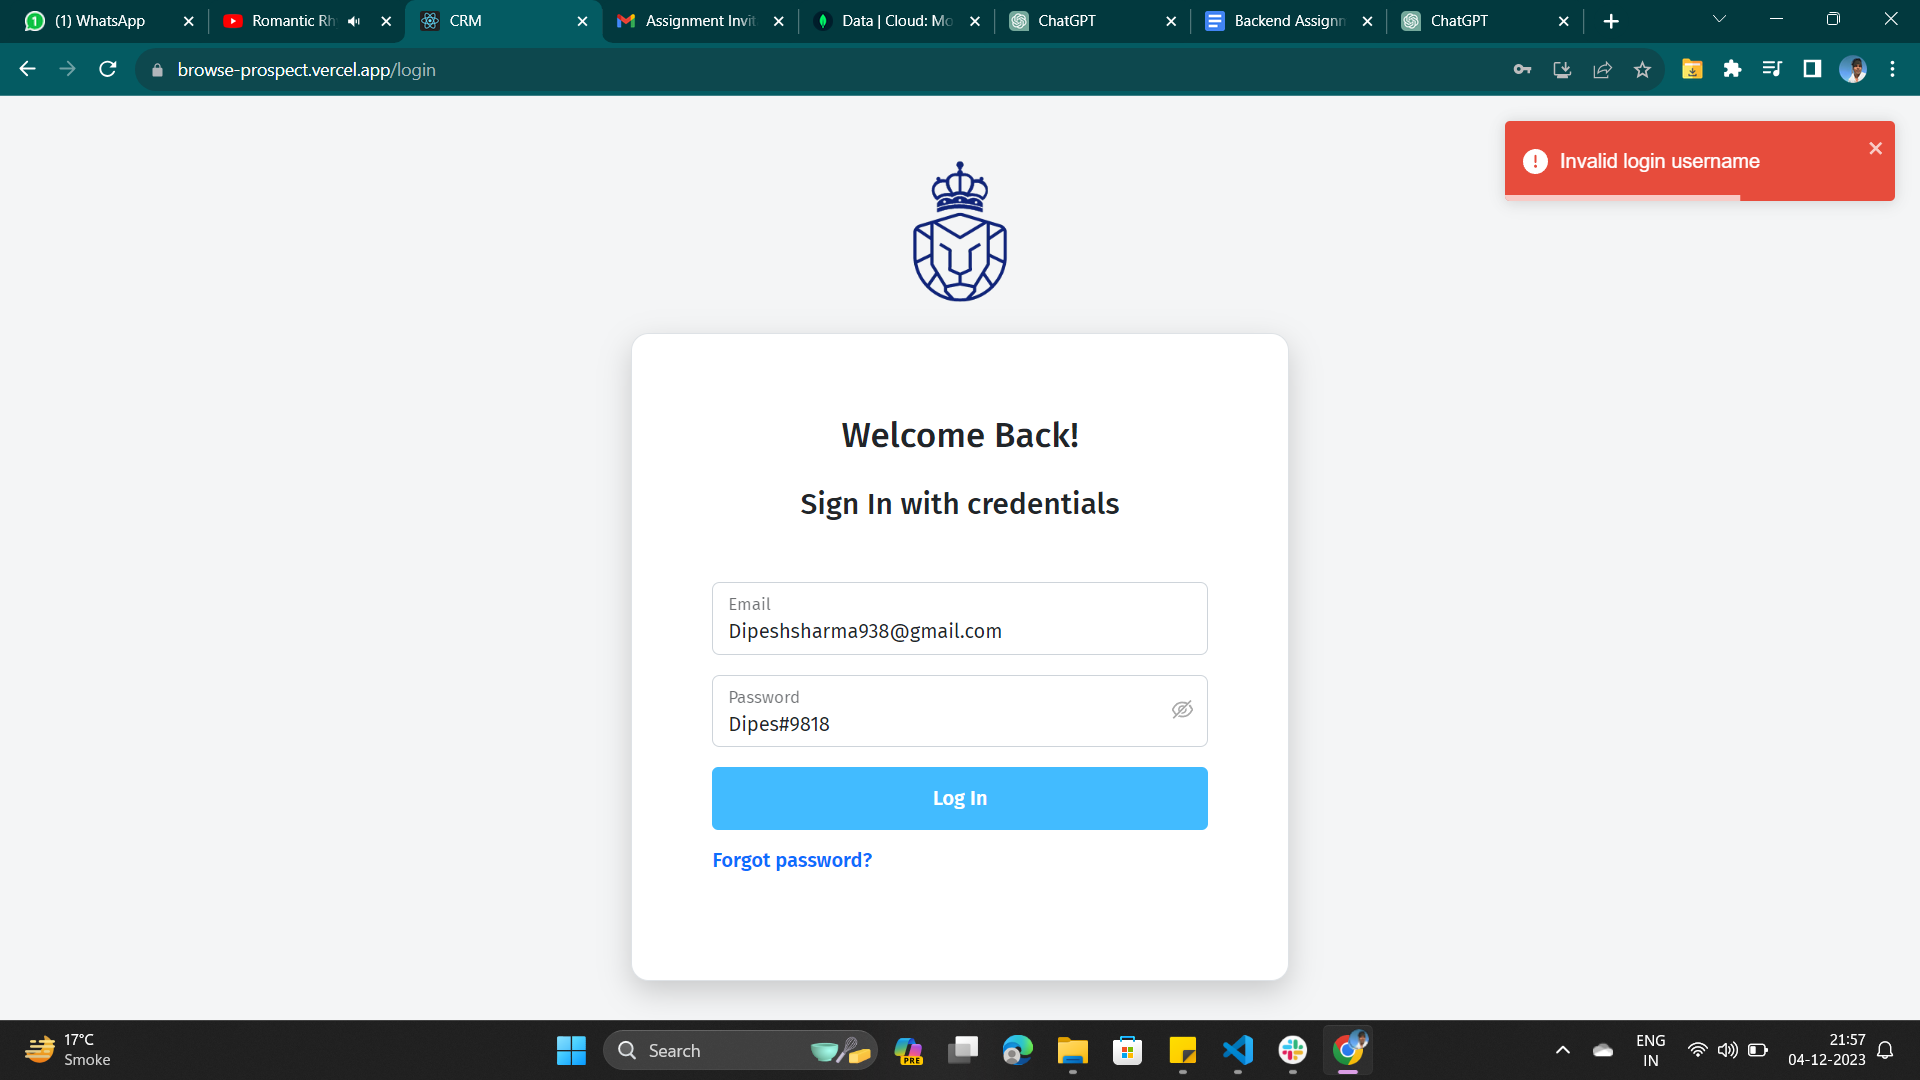 (1) WhatsApp
Romantic Rh
CRM
Assignment Invit
Data | Cloud: Mo
ChatGPT
Backend Assignm
ChatGPT
browse-prospect.vercel.app/login
Invalid login username
Welcome Back!
Sign In with credentials
Email
Dipeshsharma938@gmail.com
Password
Dipes#9818
Log In
Forgot password?
17°C
Smoke
Search
PRE
ENG
IN
21:57
04-12-2023